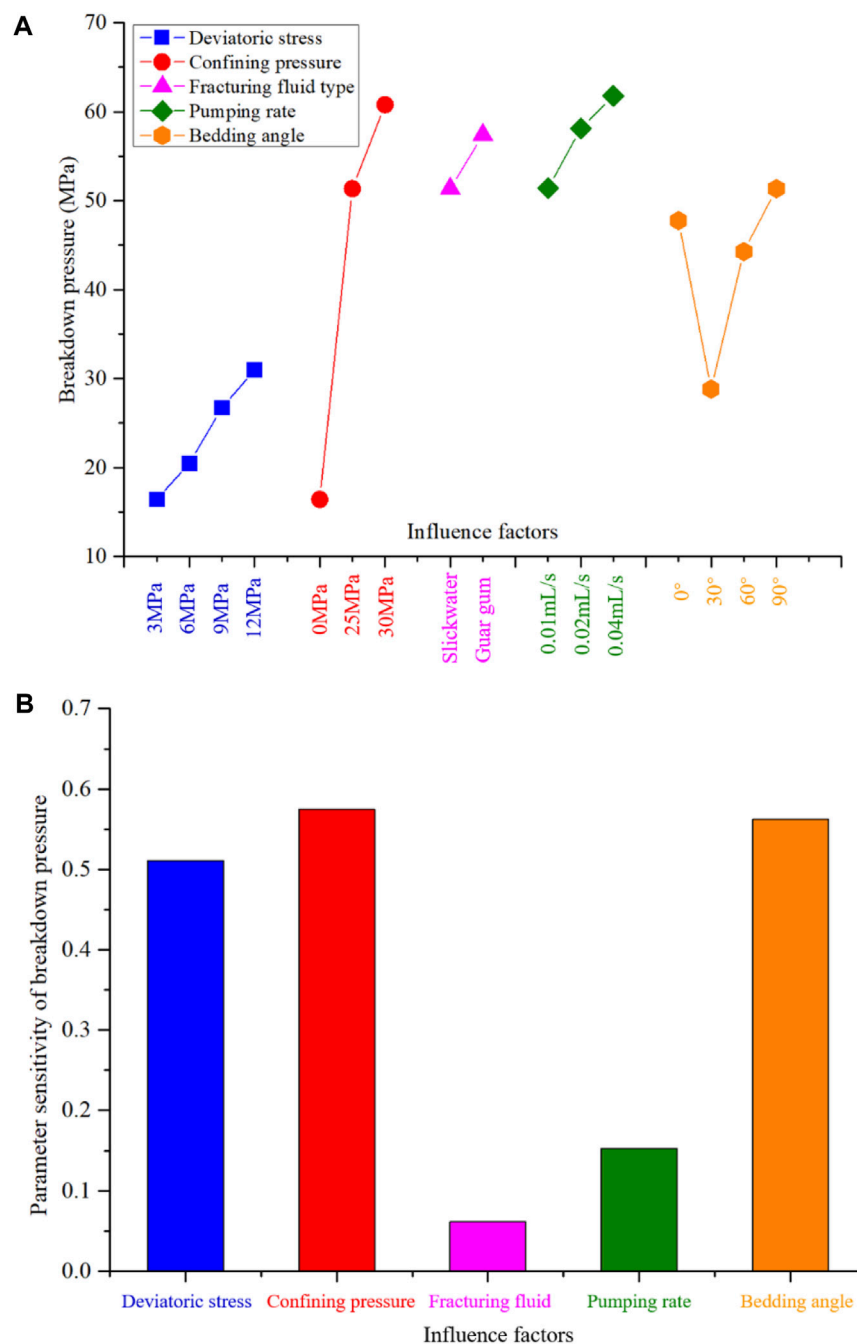 A
70
60
50
40
30
20
10
Breakdown pressure (MPa)
Deviatoric stress
Confining pressure
Fracturing fluid type
Pumping rate
Bedding angle
Influence factors
3MPa
6MPa
9MPa
12MPa
0MPa
25MPa
30MPa
Slickwater
Guar gum
0.01mL/s
0.02mL/s
0.04mL/s
0°
30°
60°
90°
B
0.7
0.6
0.5
0.4
0.3
0.2
0.1
0.0
Parameter sensitivity of breakdown pressure
Deviatoric stress
Confining pressure
Fracturing fluid
Pumping rate
Bedding angle
Influence factors